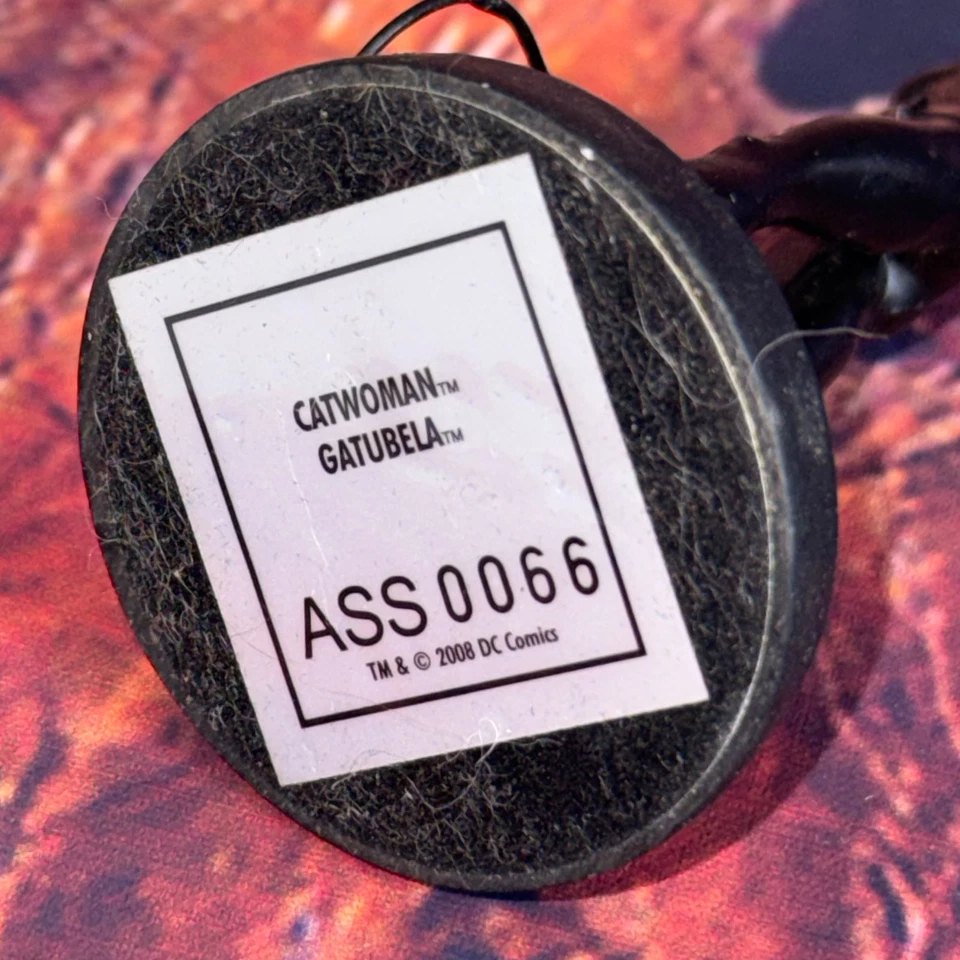 CATWOMAN™
GATUBELA™
ASS 0066
TM & © 2008 DC Comics